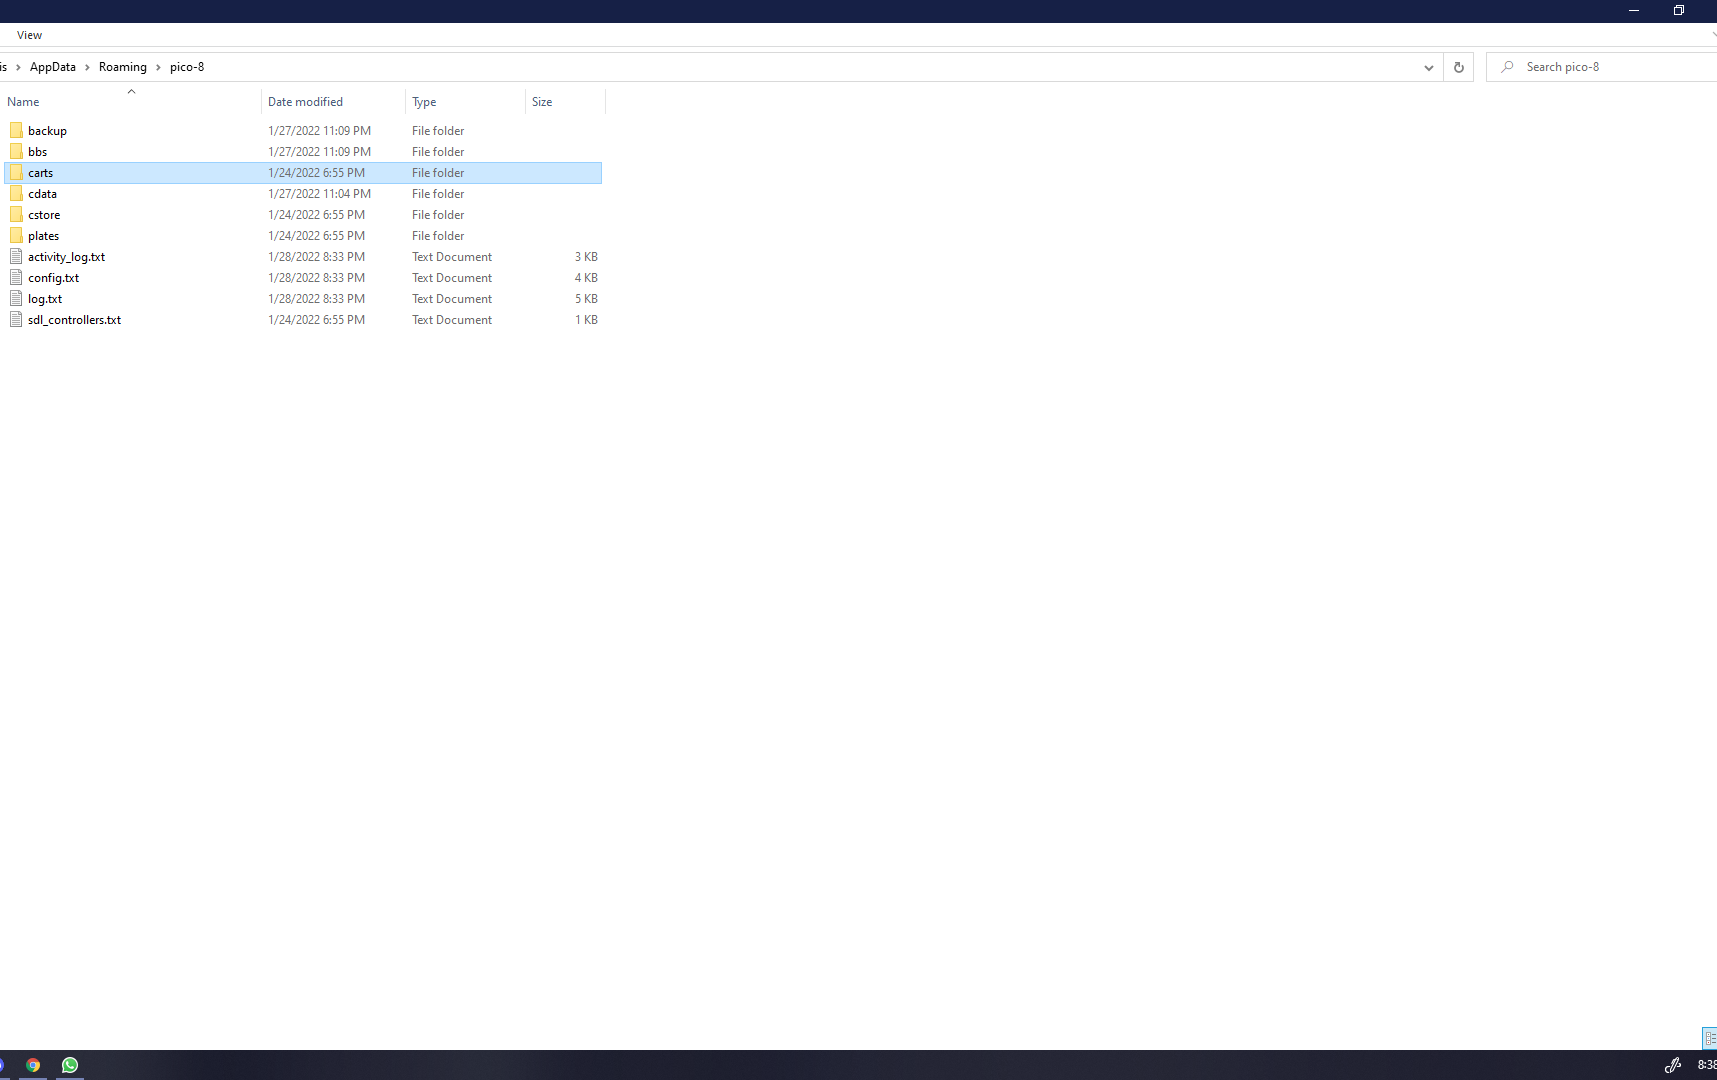 View
is > AppData > Roaming > pico-8
Search pico-8
Name Date modified Type Size
backup 1/27/2022 11:09 PM File folder
bbs 1/27/2022 11:09 PM File folder
carts 1/24/2022 6:55 PM File folder
cdata 1/27/2022 11:04 PM File folder
cstore 1/24/2022 6:55 PM File folder
plates 1/24/2022 6:55 PM File folder
activity_log.txt 1/28/2022 8:33 PM Text Document 3 KB
config.txt 1/28/2022 8:33 PM Text Document 4 KB
log.txt 1/28/2022 8:33 PM Text Document 5 KB
sdl_controllers.txt 1/24/2022 6:55 PM Text Document 1 KB
8:38